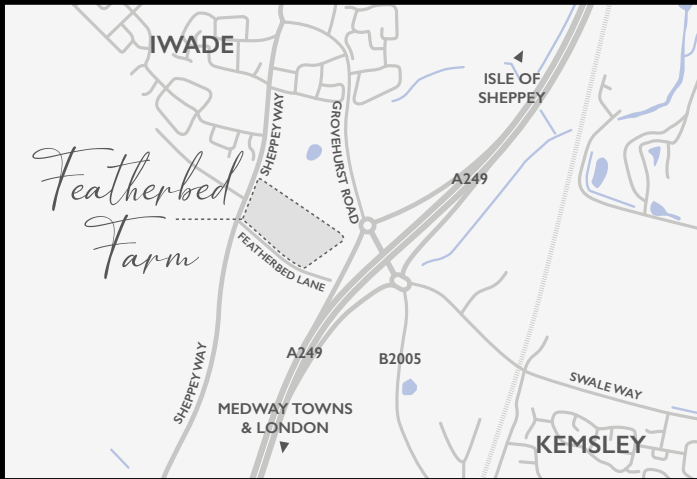 IWADE
ISLE OF
SHEPPEY
SHEPPEY WAY
GROVEHURST ROAD
A249
Featherbed
Farm
FEATHERBED LANE
A249
B2005
SHEPPEY WAY
SWALE WAY
MEDWAY TOWNS
& LONDON
KEMSLEY